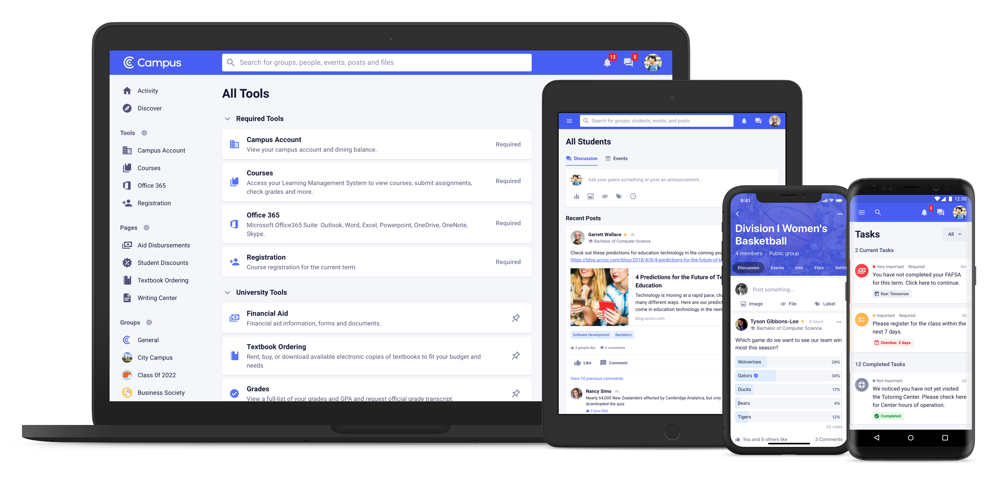 Campus
Search for groups, people, events, posts and files
12
5
Activity
Discover
Tools
Campus Account
Courses
Office 365
Registration
Pages
Aid Disbursements
Student Discounts
Textbook Ordering
Writing Center
Groups
General
City Campus
Class 0f 2022
Business Society
All Tools
Required Tools
Campus Account
View your campus account and dining balance.
Required
Courses
Access your Learning Management System to view courses, submit assignments,
check grades and more.
Required
Office 365
Microsoft Office365 Suite: Outlook, Word, Excel, Powerpoint, OneDrive, OneNote,
Skype.
Required
Registration
Course registration for the current term.
Required
University Tools
Financial Aid
Financial aid information, forms and documents.
Textbook Ordering
Rent, buy, or download available electronic copies of textbooks to fit your budget and
needs
Grades
View a full-list of your grades and GPA and request official grade transcript.
Search for groups, students, events, and posts
All Students
Discussion
Events
Ask your peers something or post an announcement...
Recent Posts
Garrett Wallace · 4h
Bachelor of Computer Science
Check out these predictions for education technology in the coming yea
https://blog.ucroo.com/blog/2018/4/8/4-predictions-for-the-future-of-te
4 Predictions for the Future of Te
Education
Technology is moving at a rapid pace, cha
many different ways. Here are our predict
come in education technology in the next
blog.ucroo.com
Software Development
Bachelors
3 people like
6 comments
Like
Comment
View 10 previous comments
Nancy Sims · 4h
Nearly 64,000 New Zealanders affected by Cambridge Analytica, but only
downloaded the quiz
3 (you like)
9:41
Division I Women's
Basketball
4 members · Public group
Discussion
Events
Info
Files
Settin
Post something...
Image
File
Label
Tyson Gibbons-Lee · 4 hours
Bachelor of Computer Science
Which game do we want to see our team win
most this season?
Wolverines 29%
Gators 38%
Ducks 17%
Bears 4%
Tigers 12%
25 votes
You and 5 others like
3 Comments
12:30
3
Tasks
All
2 Current Tasks
Very important Required 5m
You have not completed your FAFSA
for this term. Click here to continue.
Due: Tomorrow
Important Required 3d
Please register for the class within the
next 7 days.
Overdue: 2 days
12 Completed Tasks
Not important 2d
We noticed you have not yet visited
the Tutoring Center. Please check here
for Center hours of operation.
Completed